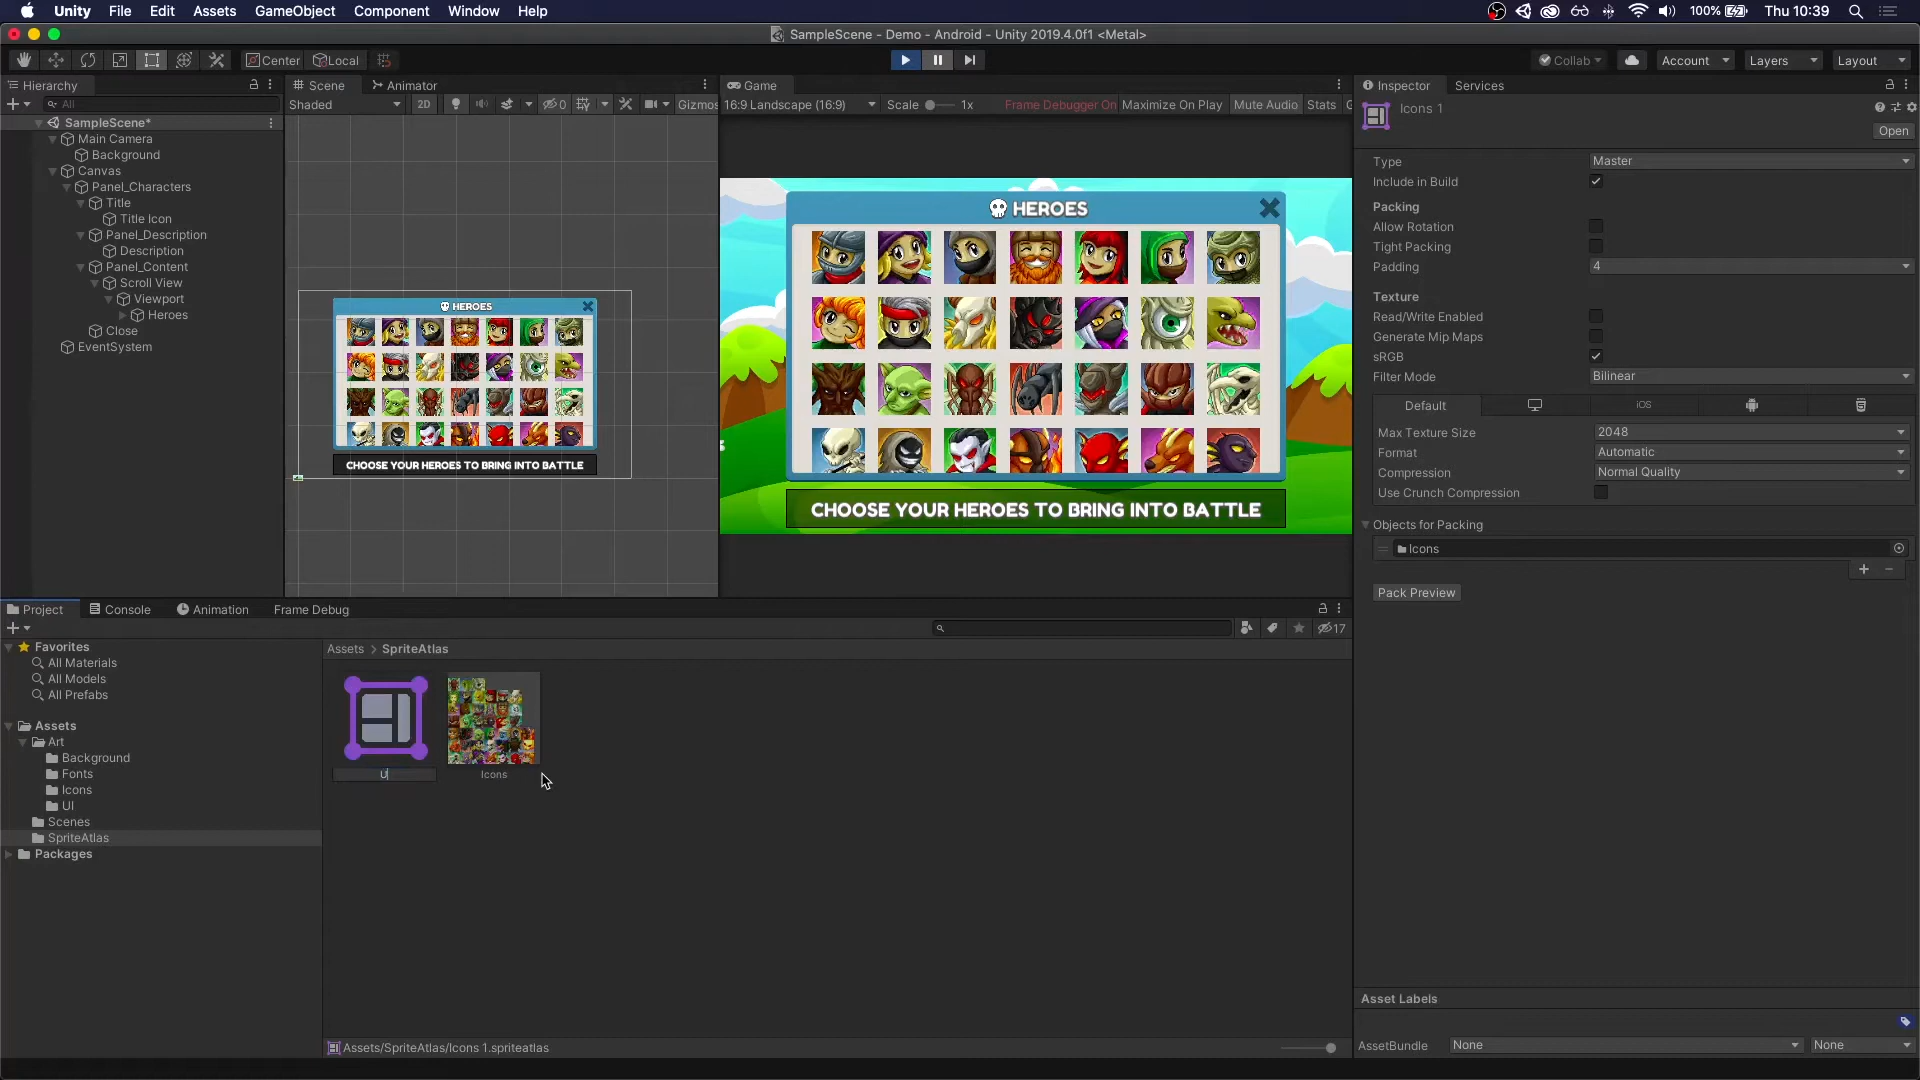 Unity File Edit Assets GameObject Component Window Help 100% Thu 10:39
SampleScene - Demo - Android - Unity 2019.4.0f1 <Metal>
Center Local Collab Account Layers Layout
Hierarchy
All
SampleScene*
Main Camera
Background
Canvas
Panel_Characters
Title
Title Icon
Panel_Description
Description
Panel_Content
Scroll View
Viewport
Heroes
Close
EventSystem
Scene Animator
Shaded 2D 0 Gizmos
HEROES
CHOOSE YOUR HEROES TO BRING INTO BATTLE
Game
16:9 Landscape (16:9) Scale 1x Frame Debugger On Maximize On Play Mute Audio Stats G
HEROES
CHOOSE YOUR HEROES TO BRING INTO BATTLE
Inspector Services
Icons 1
Open
Type Master
Include in Build
Packing
Allow Rotation
Tight Packing
Padding 4
Texture
Read/Write Enabled
Generate Mip Maps
sRGB
Filter Mode Bilinear
Default iOS
Max Texture Size 2048
Format Automatic
Compression Normal Quality
Use Crunch Compression
Objects for Packing
Icons
Pack Preview
Asset Labels
AssetBundle None None
Project Console Animation Frame Debug
17
Favorites
All Materials
All Models
All Prefabs
Assets
Art
Background
Fonts
Icons
UI
Scenes
SpriteAtlas
Packages
Assets > SpriteAtlas
U Icons
Assets/SpriteAtlas/Icons 1.spriteatlas